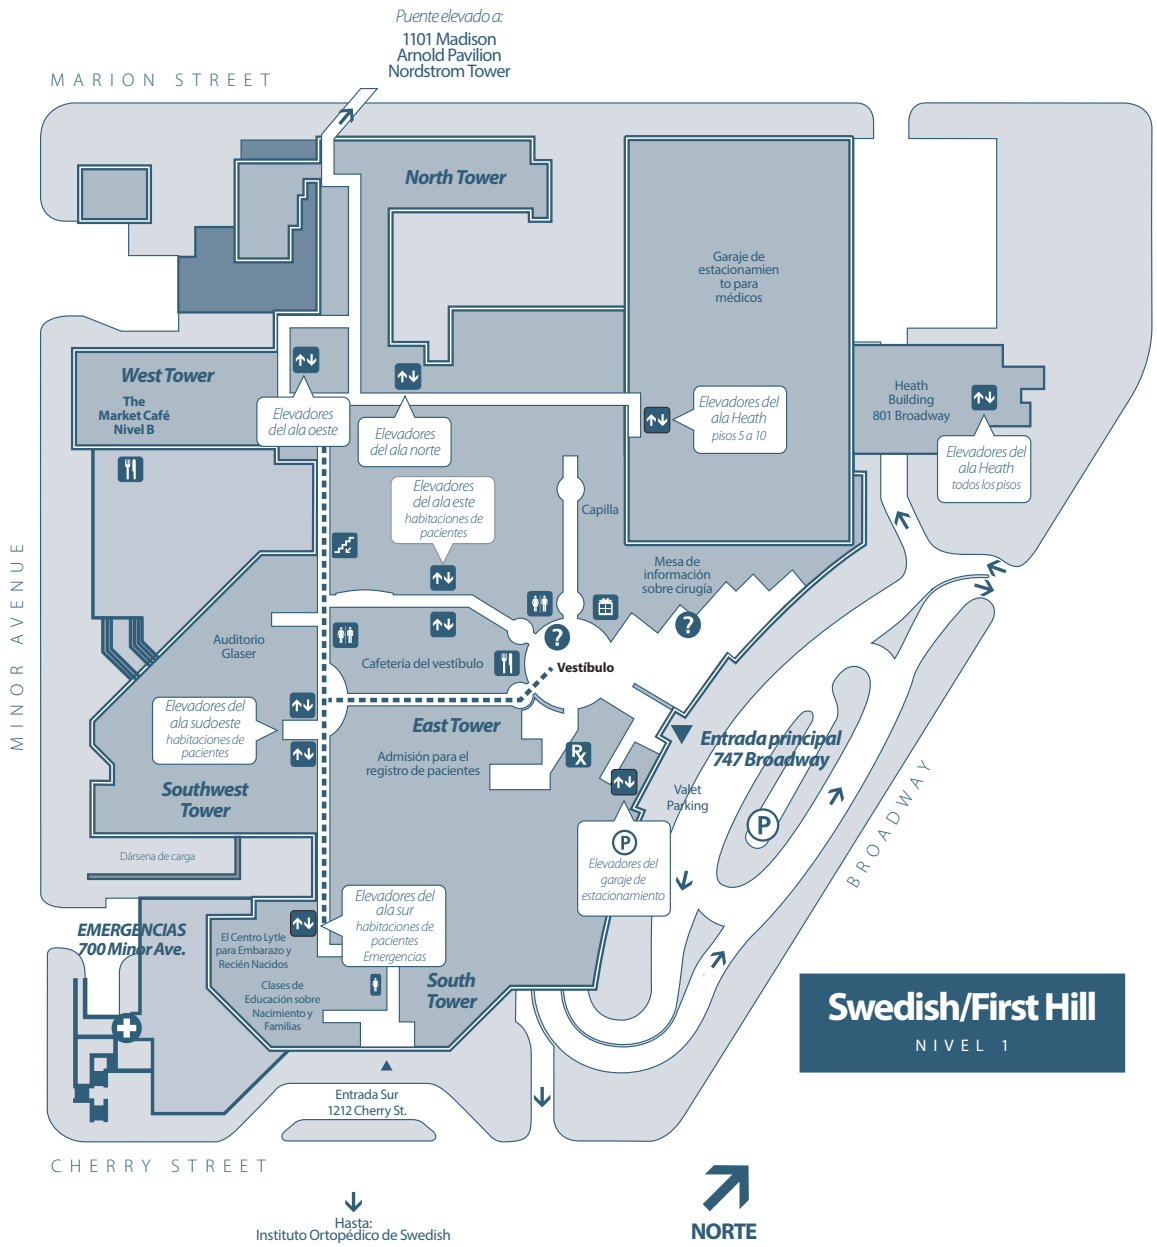 Puente elevado a:
1101 Madison
Arnold Pavilion
Nordstrom Tower
MARION STREET
North Tower
Garaje de
estacionamien
to para
médicos
West Tower
The
Market Café
Nivel B
Elevadores
del ala oeste
Elevadores
del ala norte
Elevadores del
ala Heath
pisos 5 a 10
Heath
Building
801 Broadway
Elevadores del
ala Heath
todos los pisos
Elevadores
del ala este
habitaciones de
pacientes
Capilla
Mesa de
información
sobre cirugía
MINOR AVENUE
Auditorio
Glaser
?
?
Cafetería del vestíbulo
Vestíbulo
Elevadores del
ala sudoeste
habitaciones de
pacientes
East Tower
Admisión para el
registro de pacientes
RX
Entrada principal
747 Broadway
Southwest
Tower
Valet
Parking
P
P
Elevadores del
garaje de
estacionamiento
BROADWAY
Dársena de carga
EMERGENCIAS
700 Minor Ave.
El Centro Lytle
para Embarazo y
Recién Nacidos
Clases de
Educación sobre
Nacimiento y
Familias
Elevadores del
ala sur
habitaciones de
pacientes
Emergencias
South
Tower
Swedish/First Hill
NIVEL 1
Entrada Sur
1212 Cherry St.
CHERRY STREET
Hasta:
Instituto Ortopédico de Swedish
NORTE